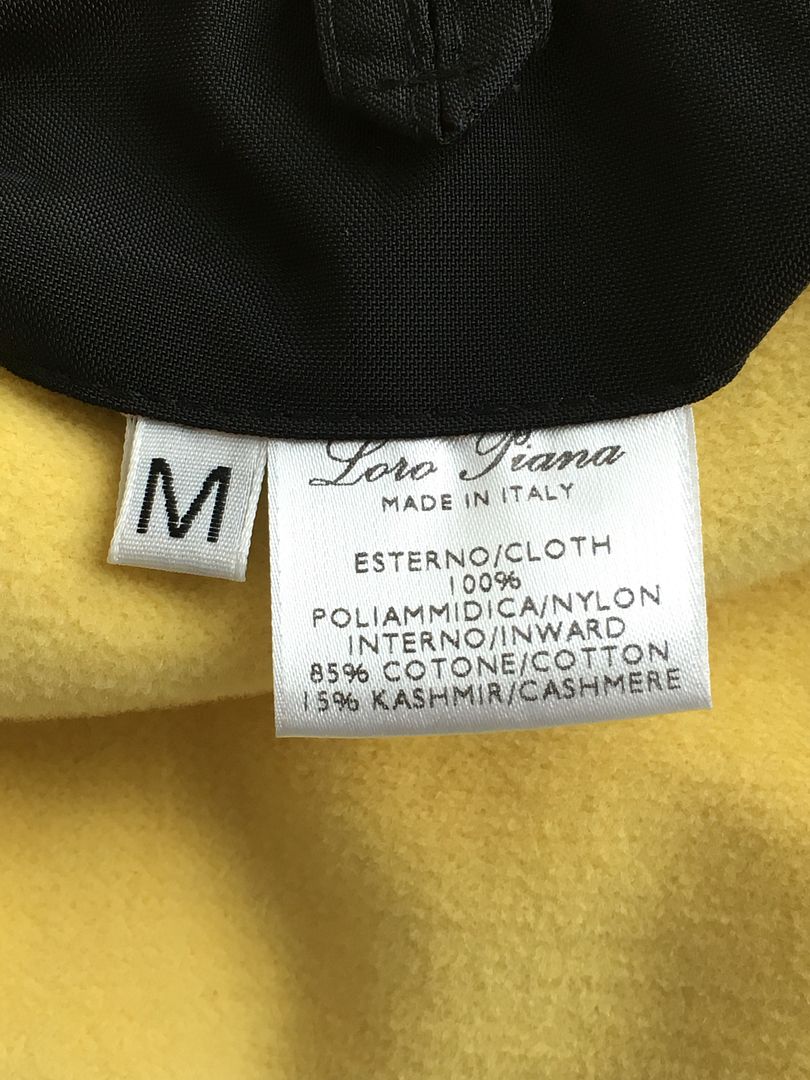 M
Loro Piana
MADE IN ITALY
ESTERNO/CLOTH
100%
POLIAMMIDICA/NYLON
INTERNO/INWARD
85% COTONE/COTTON
15% KASHMIR/CASHMERE